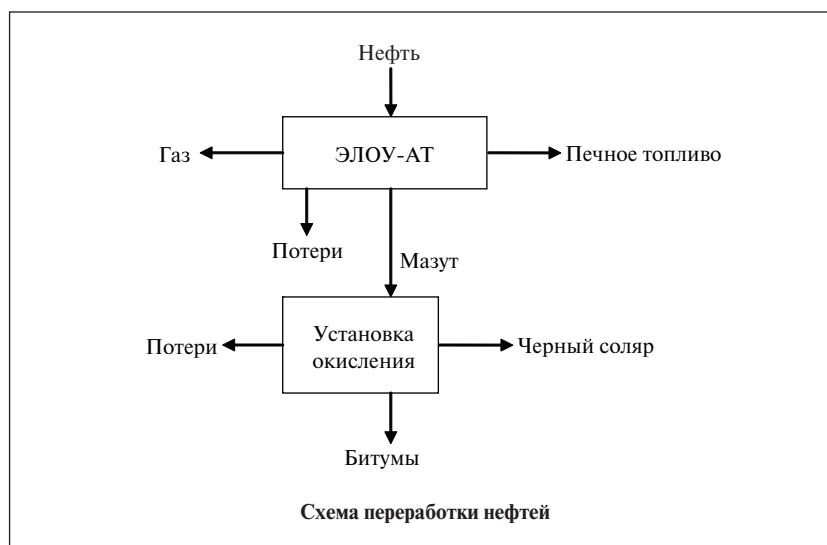 Нефть
Газ
ЭЛОУ-АТ
Печное топливо
Потери
Мазут
Потери
Установка
окисления
Черный соляр
Битумы
Схема переработки нефтей